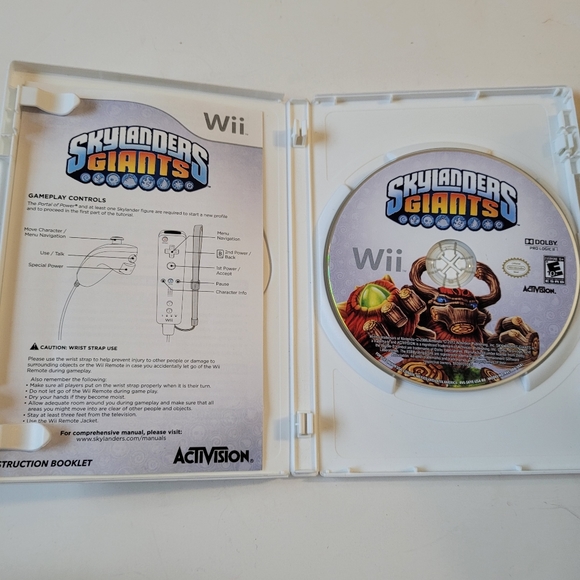 Wii
SKYLANDERS
GIANTS
GAMEPLAY CONTROLS
The Portal of Power® and at least one Skylander figure are required to start a new profile
and to proceed in the first part of the tutorial.
Move Character /
Menu Navigation
Use / Talk
Special Power
Menu
Navigation
B 2nd Power /
Back
1st Power /
Accept
Pause
Character Info
Wii
CAUTION: WRIST STRAP USE
Please use the wrist strap to help prevent injury to other people or damage to
surrounding objects or the Wii Remote in case you accidentally let go of the Wii
Remote during gameplay.
Also remember the following:
• Make sure all players put on the wrist strap properly when it is their turn.
• Do not let go of the Wii Remote during game play.
• Dry your hands if they become moist.
• Allow adequate room around you during gameplay and make sure that all
areas you might move into are clear of other people and objects.
• Stay at least three feet from the television.
• Use the Wii Remote Jacket.
For comprehensive manual, please visit:
www.skylanders.com/manuals
STRUCTION BOOKLET
ACTIVISION®
SKYLANDERS
GIANTS
Wii
DOLBY
PRO LOGIC II
E
ACTIVISION